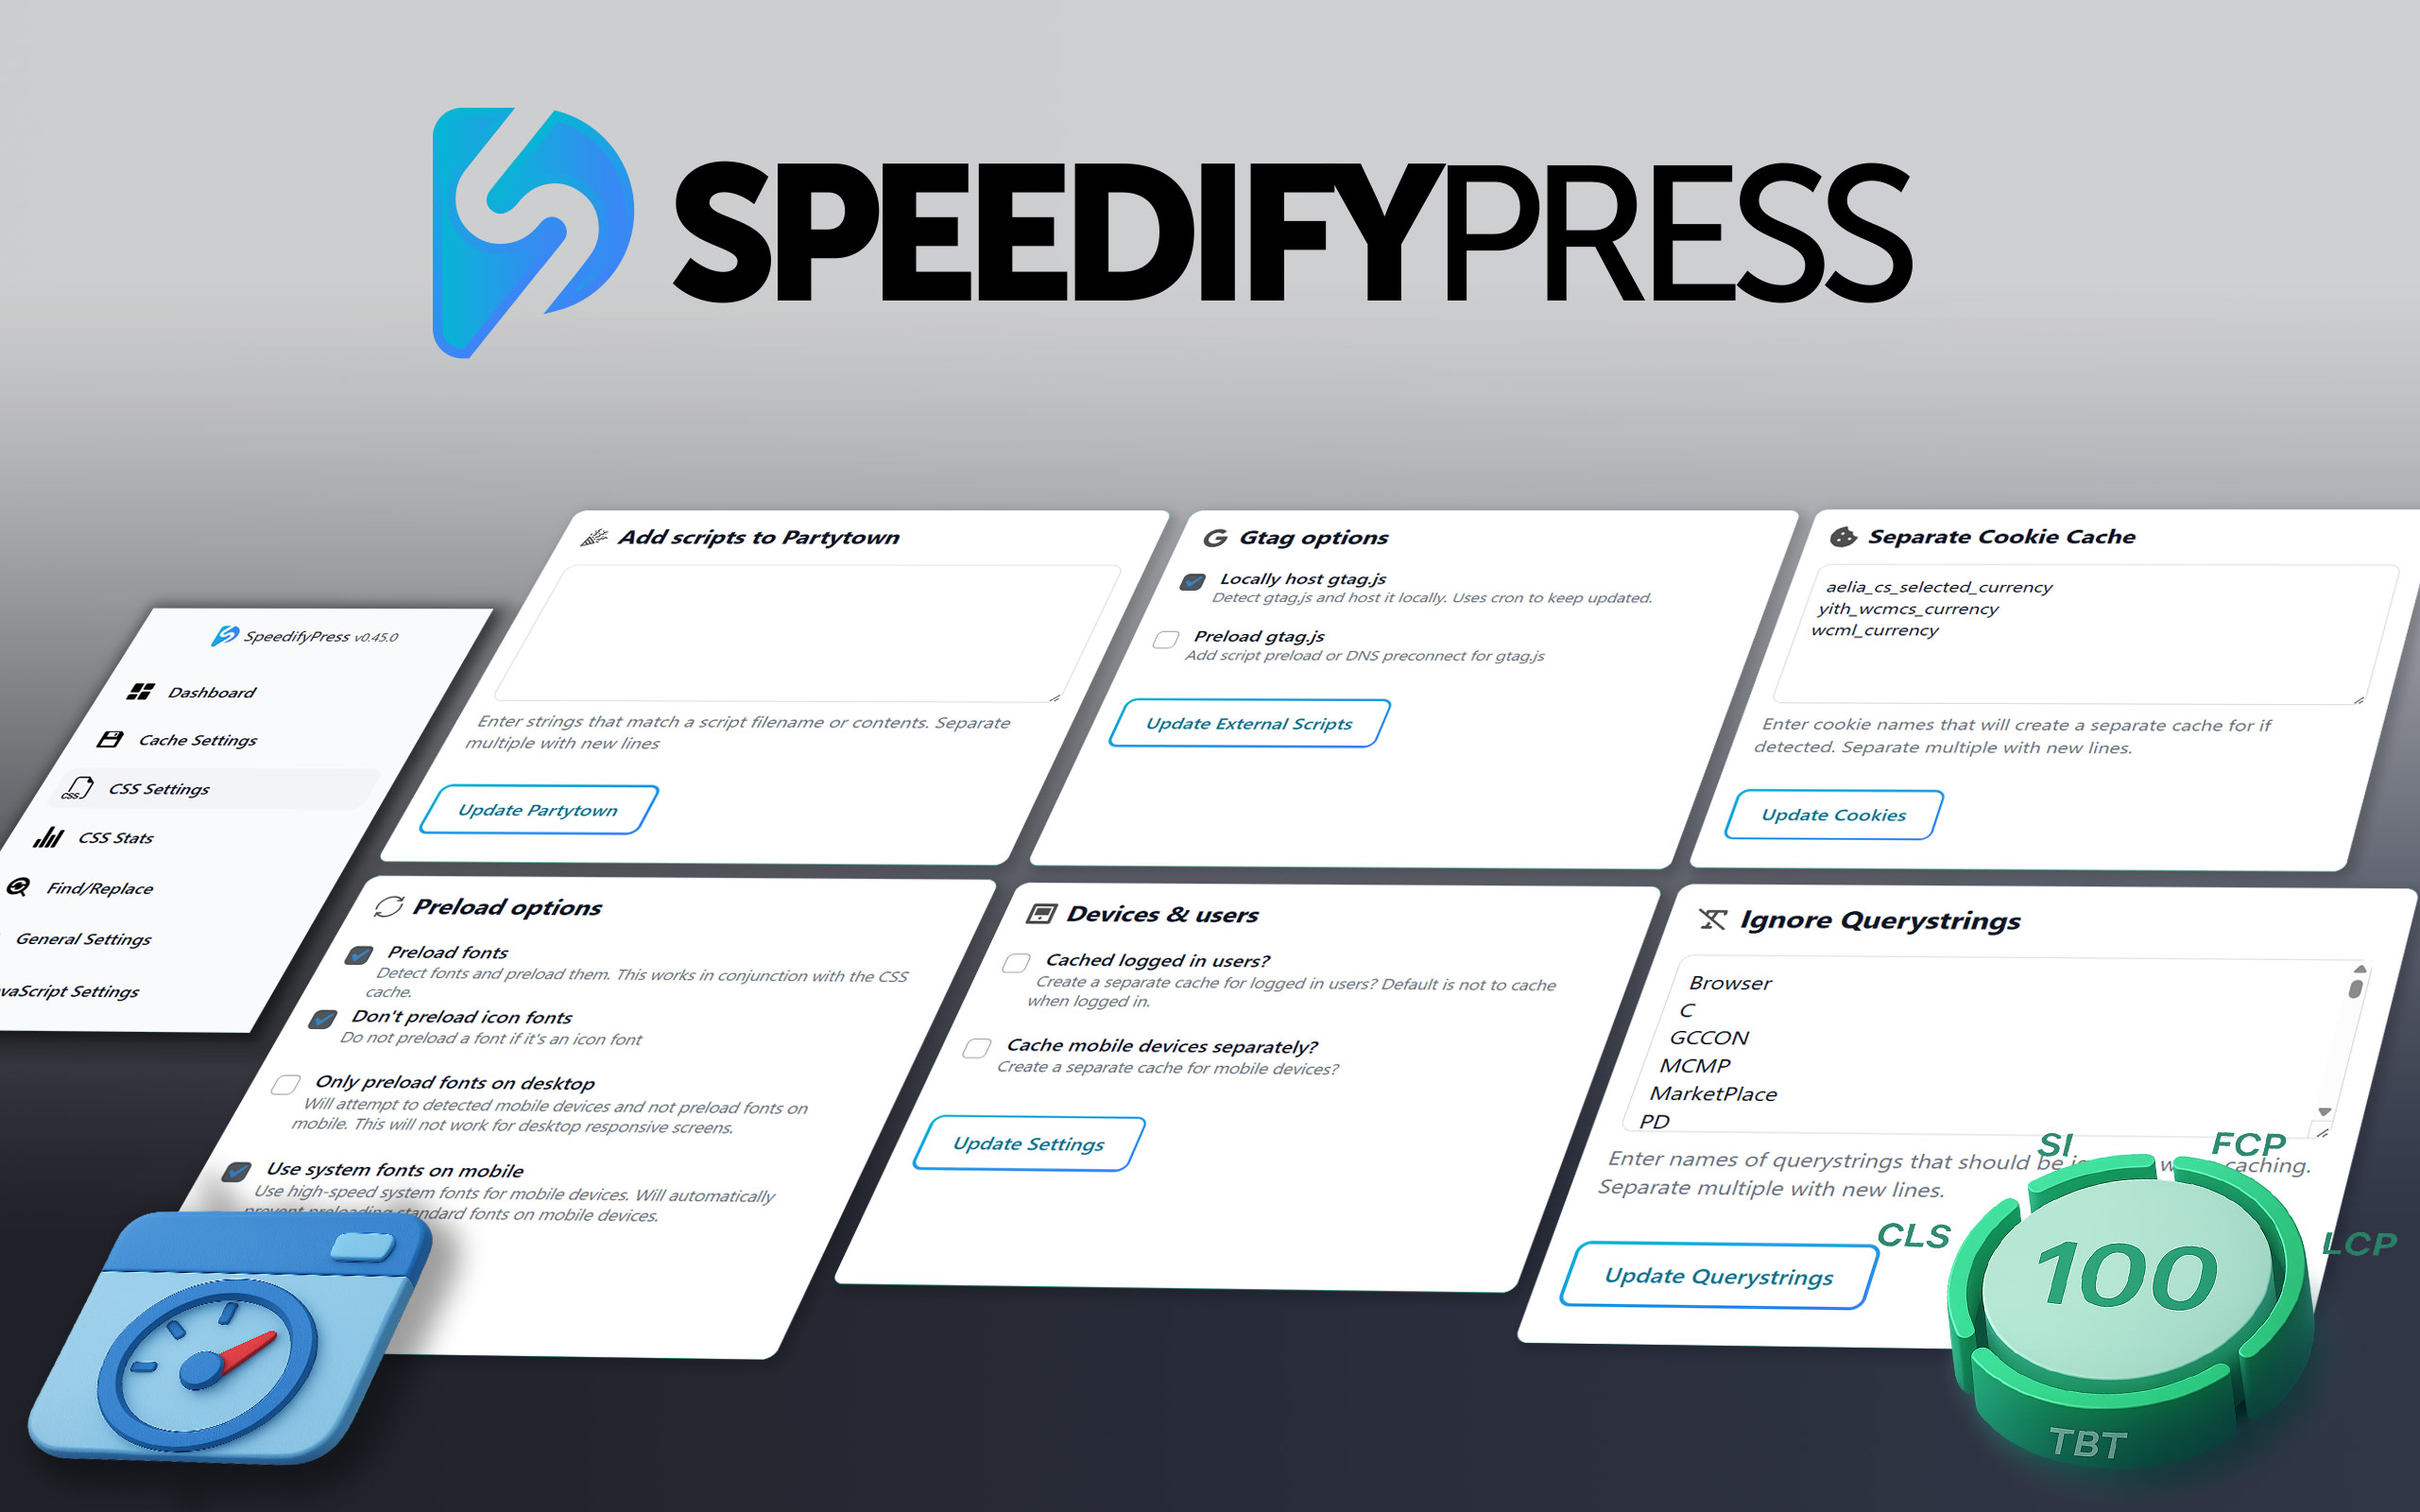 SPEEDIFYPRESS
SpeedifyPress v0.45.0
Dashboard
Cache Settings
CSS Settings
CSS Stats
Find/Replace
General Settings
Settings
Add scripts to Partytown
Enter strings that match a script filename or contents. Separate
multiple with new lines
Update Partytown
Gtag options
Locally host gtag.js
Detect gtag.js and host it locally. Uses cron to keep updated.
Preload gtag.js
Add script preload or DNS preconnect for gtag.js
Update External Scripts
Separate Cookie Cache
aelia_cs_selected_currency
yith_wcmcs_currency
wcml_currency
Enter cookie names that will create a separate cache for if
detected. Separate multiple with new lines.
Update Cookies
Preload options
Preload fonts
Detect fonts and preload them. This works in conjunction with the CSS
cache.
Don't preload icon fonts
Do not preload a font if it's an icon font
Only preload fonts on desktop
Will attempt to detected mobile devices and not preload fonts on
mobile. This will not work for desktop responsive screens.
Use system fonts on mobile
Use high-speed system fonts for mobile devices. Will automatically
prevent preloading standard fonts on mobile devices.
Devices & users
Cached logged in users?
Create a separate cache for logged in users? Default is not to cache
when logged in.
Cache mobile devices separately?
Create a separate cache for mobile devices?
Update Settings
Ignore Querystrings
Browser
C
GCCON
MCMP
MarketPlace
PD
Enter names of querystrings that should be caching.
Separate multiple with new lines.
Update Querystrings
SI
FCP
CLS
LCP
100
TBT
CSS